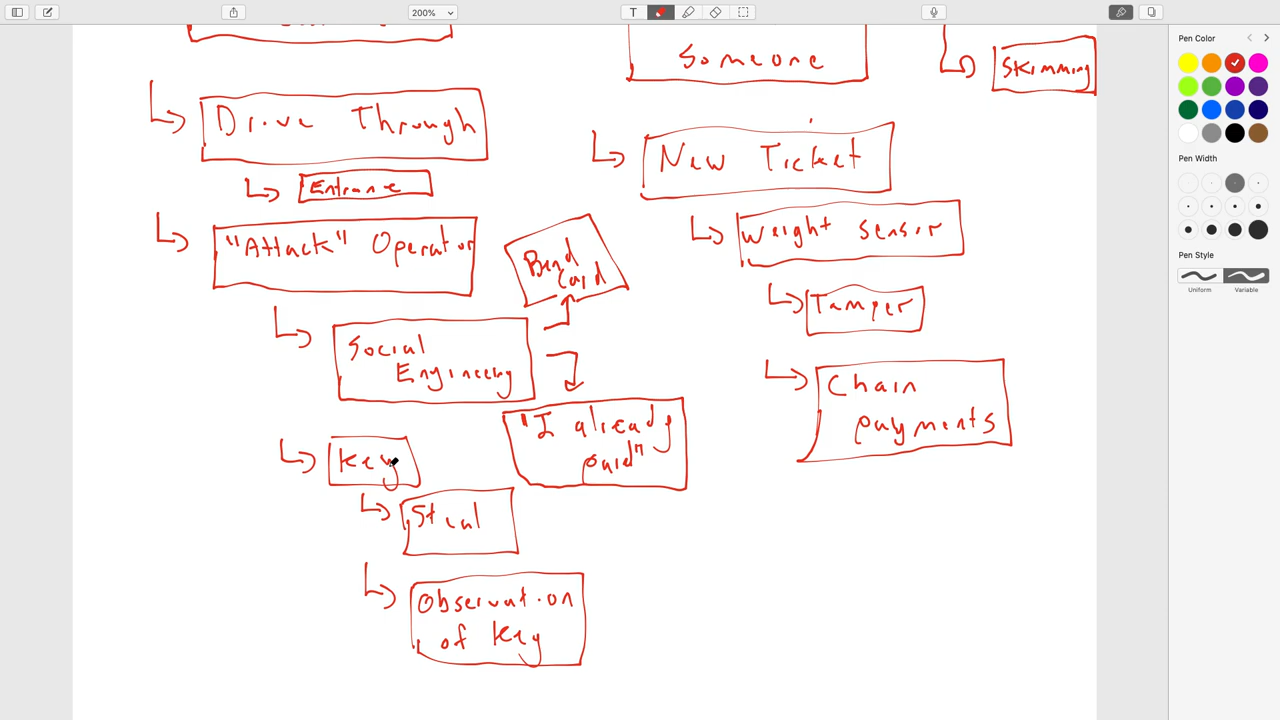 200%
T
Someone
Skimming
Drive Through
Entrance
"Attack" Operator
Bend
Card
Social
Engineering
"I already
paid"
Key
Steal
Observation
of Key
New Ticket
Weight Sensor
Tamper
Chain
payments
Pen Color
Pen Width
Pen Style
Uniform
Variable